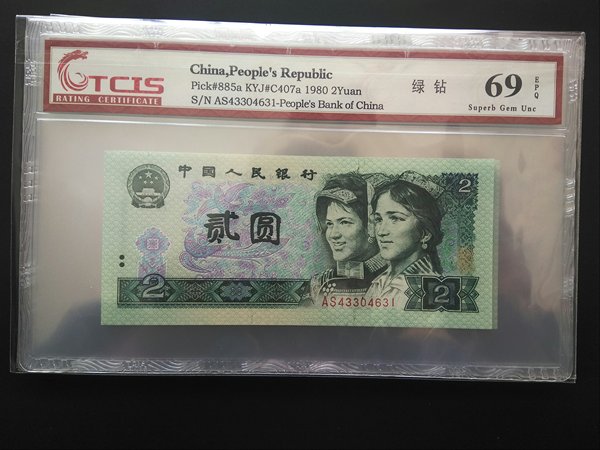 TCIS
RATING CERTIFICATE
China,People's Republic
Pick#885a KYJ#C407a 1980 2Yuan
S/N AS43304631-People's Bank of China
绿 钻
69 EPQ
Superb Gem Unc
中国人民银行
2
贰圆
AS43304631
2
2